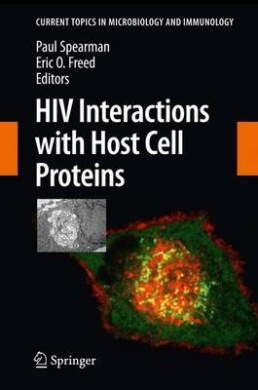 CURRENT TOPICS IN MICROBIOLOGY AND IMMUNOLOGY
Paul Spearman
Eric O. Freed
Editors
HIV Interactions
with Host Cell
Proteins
Springer